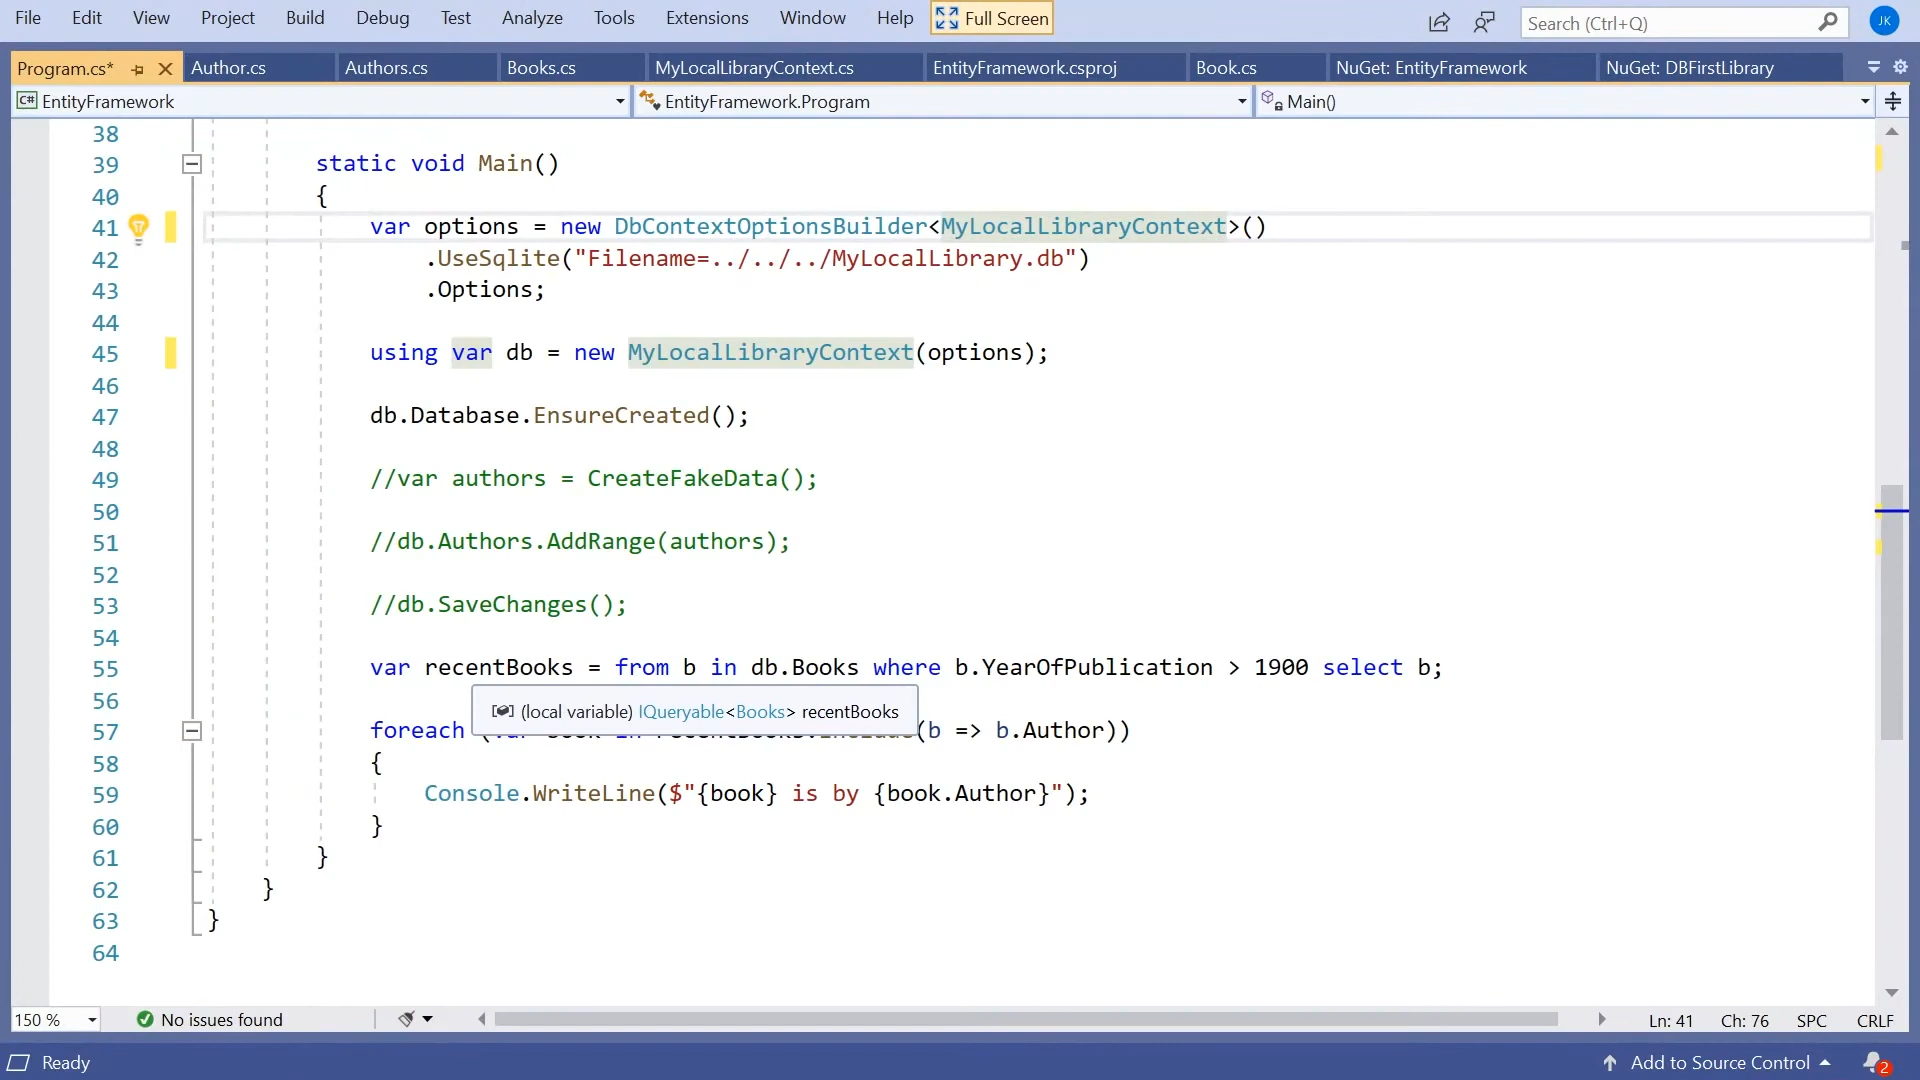 File Edit View Project Build Debug Test Analyze Tools Extensions Window Help Full Screen Search (Ctrl+Q) JK
Program.cs* Author.cs Authors.cs Books.cs MyLocalLibraryContext.cs EntityFramework.csproj Book.cs NuGet: EntityFramework NuGet: DBFirstLibrary
C# EntityFramework EntityFramework.Program Main()
38
39 static void Main()
40 {
41 var options = new DbContextOptionsBuilder<MyLocalLibraryContext>()
42 .UseSqlite("Filename=../../../MyLocalLibrary.db")
43 .Options;
44
45 using var db = new MyLocalLibraryContext(options);
46
47 db.Database.EnsureCreated();
48
49 //var authors = CreateFakeData();
50
51 //db.Authors.AddRange(authors);
52
53 //db.SaveChanges();
54
55 var recentBooks = from b in db.Books where b.YearOfPublication > 1900 select b;
56
(local variable) IQueryable<Books> recentBooks
57 foreach (b => b.Author))
58 {
59 Console.WriteLine($"{book} is by {book.Author}");
60 }
61 }
62 }
63 }
64
150 % No issues found Ln: 41 Ch: 76 SPC CRLF
Ready Add to Source Control 2